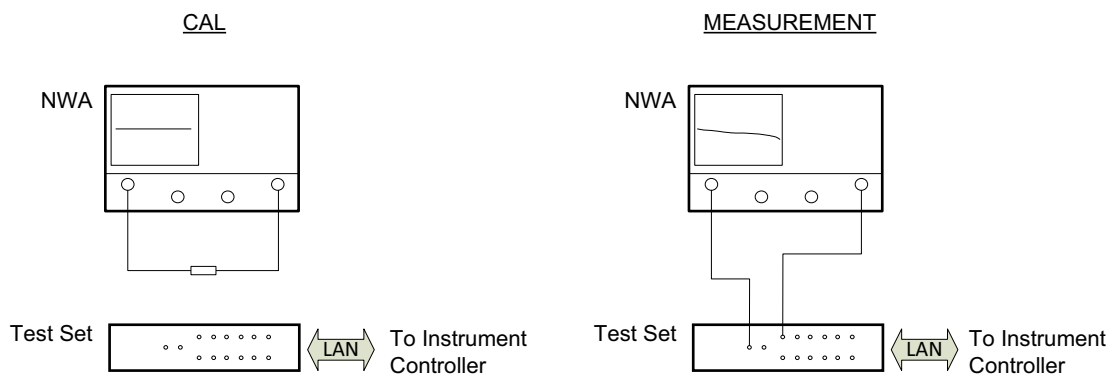 CAL
NWA
Test Set
LAN
To Instrument
Controller
MEASUREMENT
NWA
Test Set
LAN
To Instrument
Controller